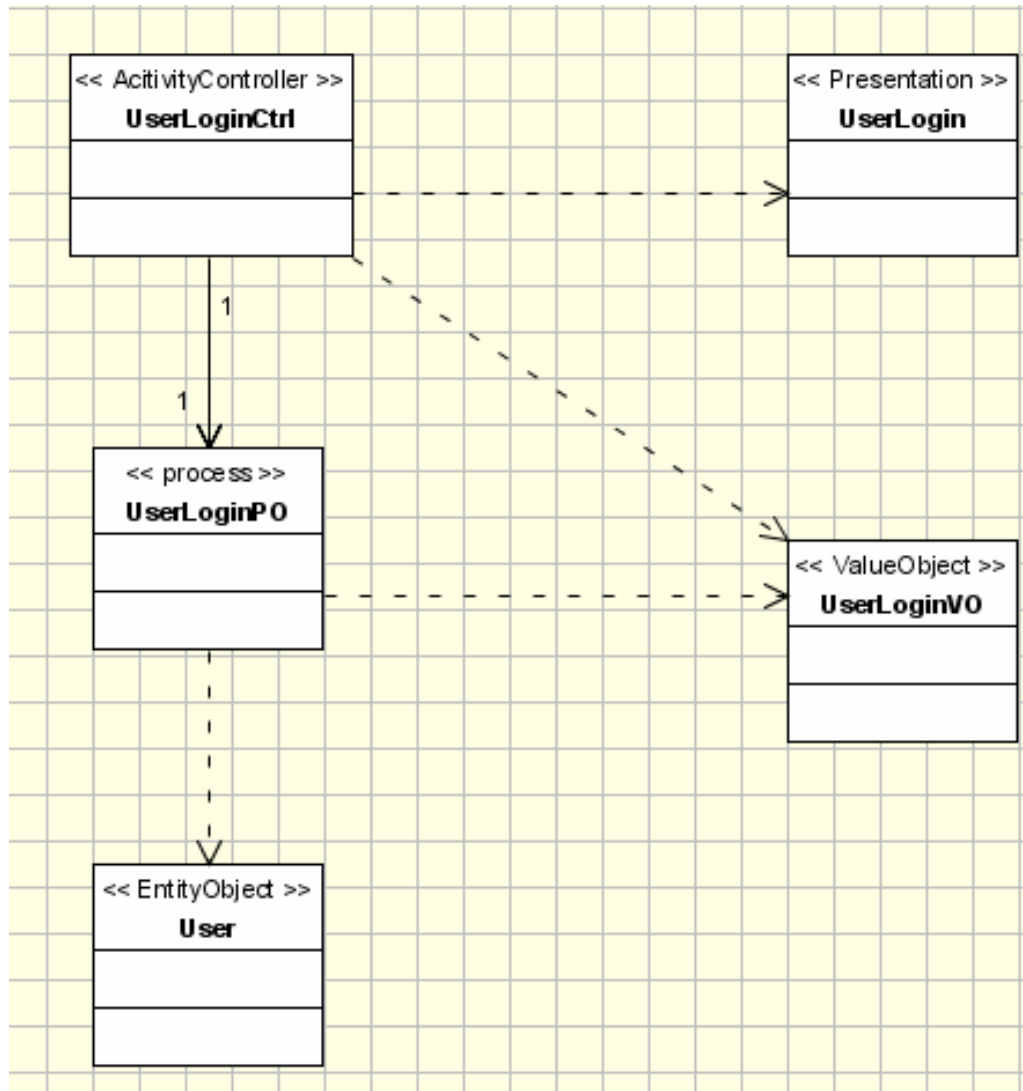 << AcitivityController >>
UserLoginCtrl
<< Presentation >>
UserLogin
1
1
<< process >>
UserLoginPO
<< ValueObject >>
UserLoginVO
<< EntityObject >>
User